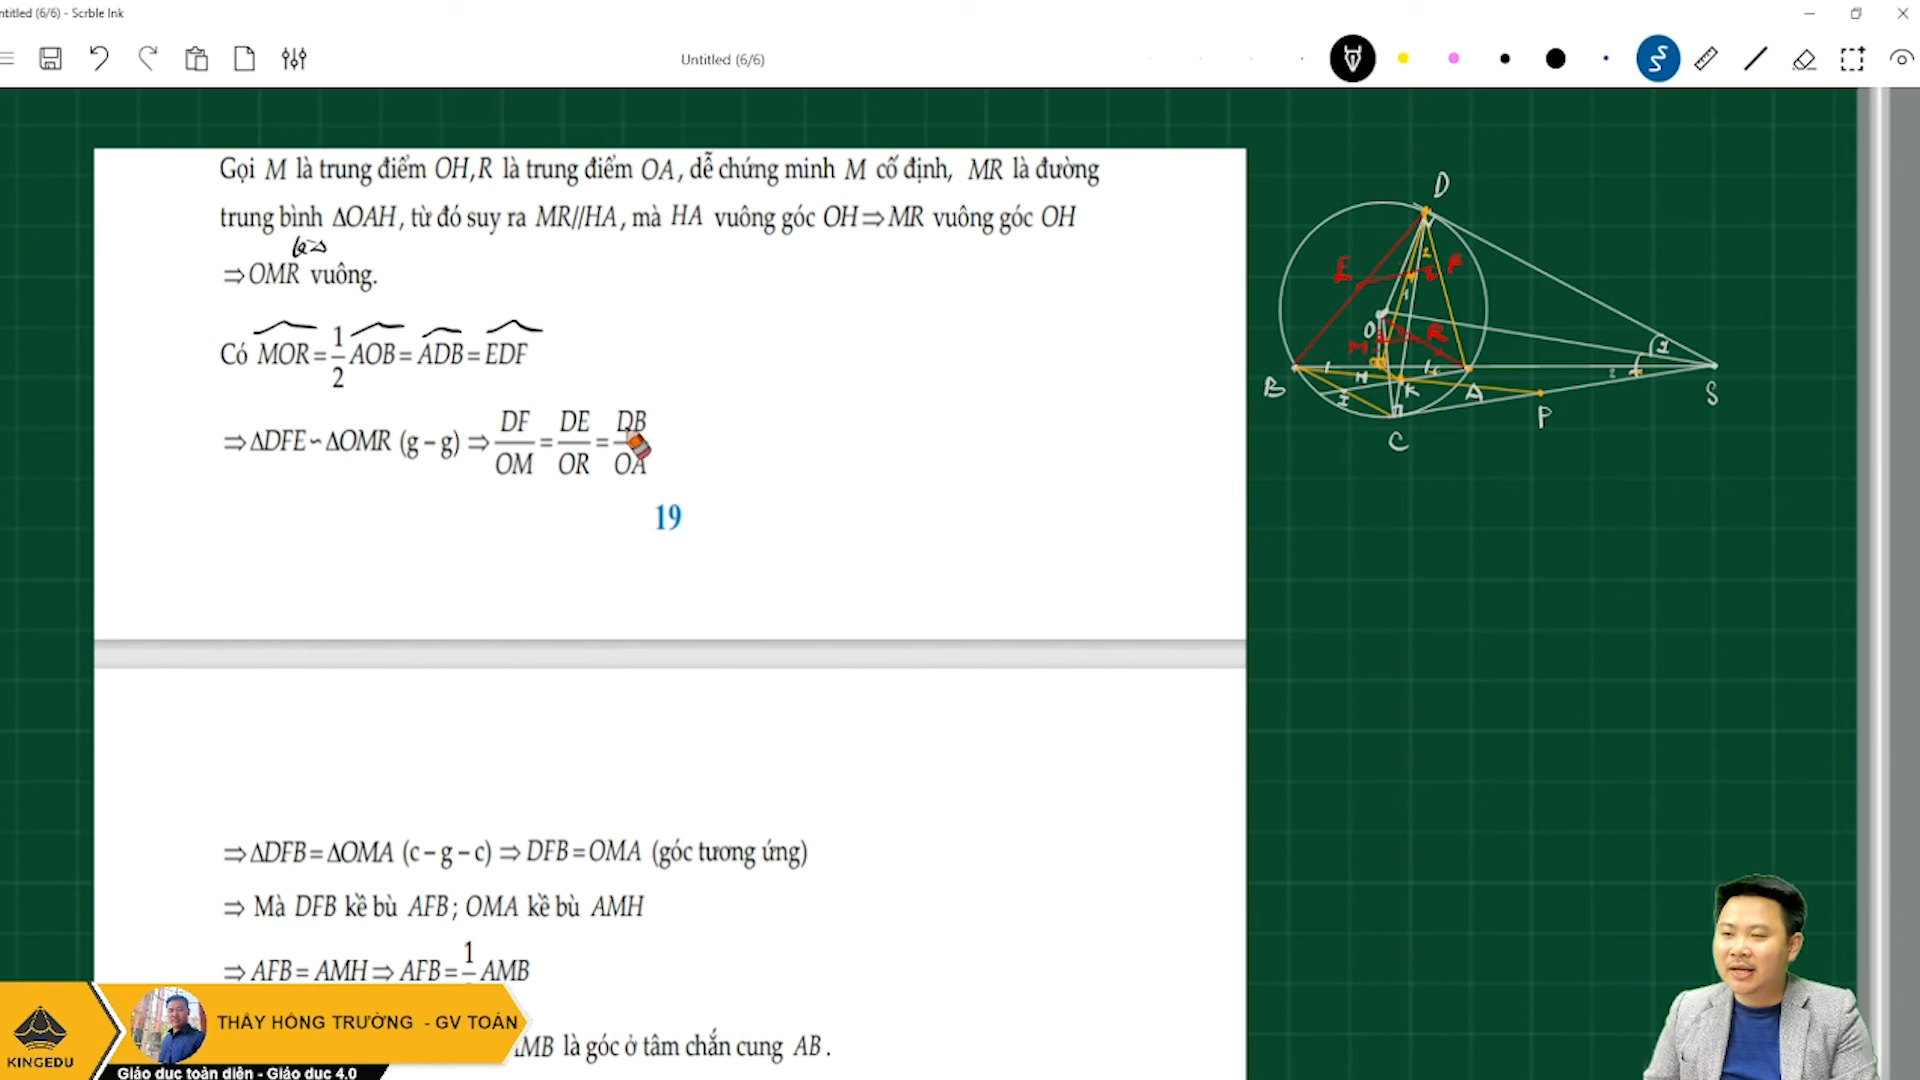 ntitled (6/6) - Scrble Ink
Untitled (6/6)
Gọi M là trung điểm OH, R là trung điểm OA, dễ chứng minh M cố định, MR là đường
trung bình ΔOAH, từ đó suy ra MR//HA, mà HA vuông góc OH⇒MR vuông góc OH
⇒OMR vuông.
Có MOR = 1/2 AOB = ADB = EDF
⇒ΔDFE ∽ ΔOMR (g – g) ⇒ DF/OM = DE/OR = DB/OA
19
⇒ΔDFB = ΔOMA (c – g – c) ⇒ DFB = OMA (góc tương ứng)
⇒ Mà DFB kề bù AFB ; OMA kề bù AMH
⇒ AFB = AMH ⇒ AFB = 1 AMB
AMB là góc ở tâm chắn cung AB .
D
E
F
O
M
R
B
H
K
A
I
P
S
C
THẦY HỒNG TRƯỜNG - GV TOÁN
KINGEDU
Giáo dục toàn diện - Giáo dục 4.0